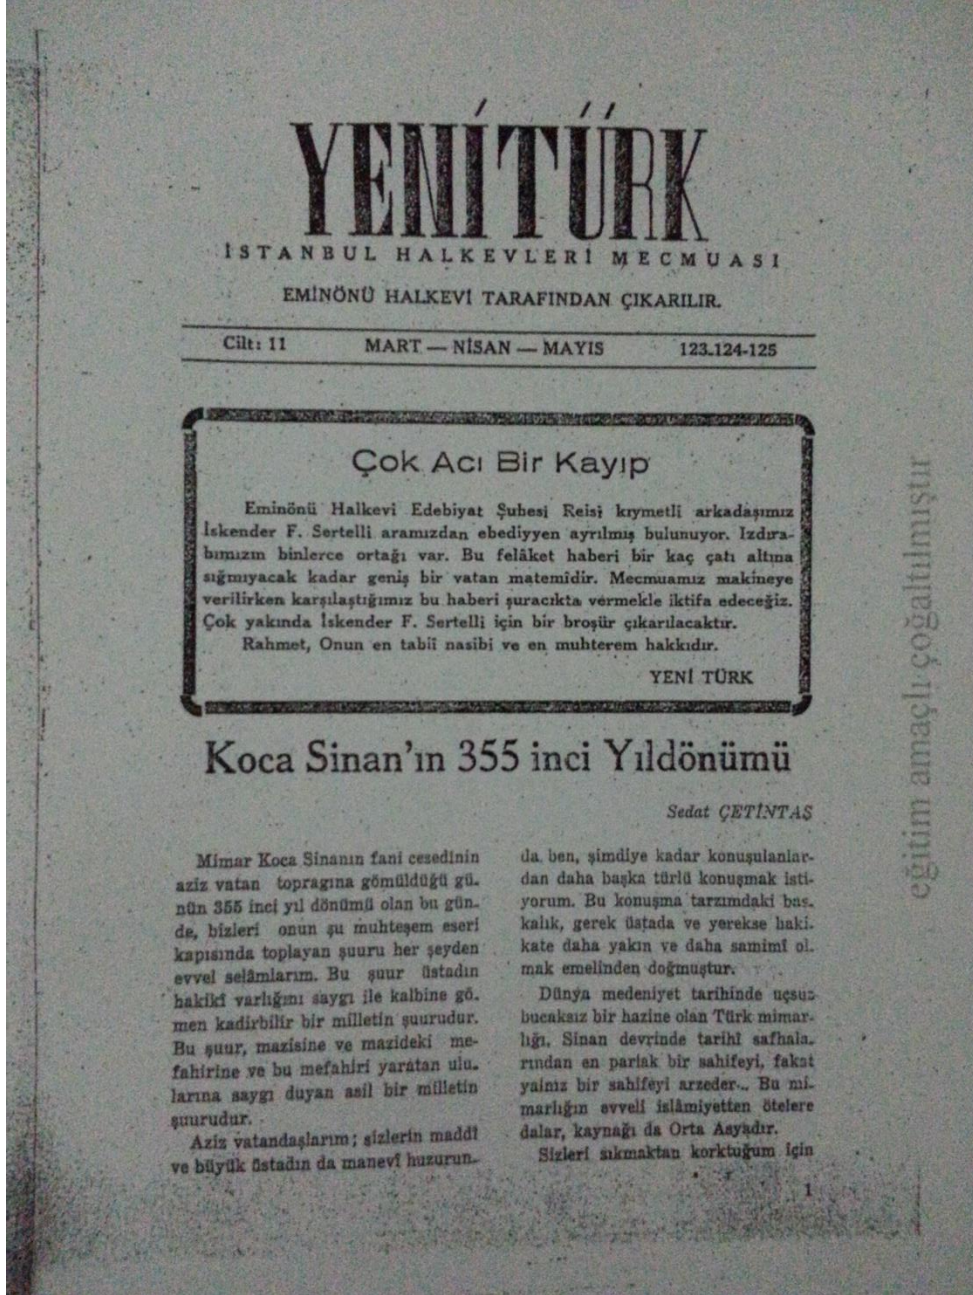 YENİTÜRK
İSTANBUL HALKEVLERİ MECMUASI
EMİNÖNÜ HALKEVİ TARAFINDAN ÇIKARILIR.
Cilt: 11 MART — NİSAN — MAYIS 123-124-125
Çok Acı Bir Kayıp
Eminönü Halkevi Edebiyat Şubesi Reisi kıymetli arkadaşımız
İskender F. Sertelli aramızdan ebediyyen ayrılmış bulunuyor. Izdıra-
bımızın binlerce ortağı var. Bu felâket haberi bir kaç çatı altına
sığmıyacak kadar geniş bir vatan matemidir. Mecmuamız makineye
verilirken karşılaştığımız bu haberi şuracıkta vermekle iktifa edeceğiz.
Çok yakında İskender F. Sertelli için bir broşür çıkarılacaktır.
Rahmet, Onun en tabiî nasibi ve en muhterem hakkıdır.
YENİ TÜRK
Koca Sinan'ın 355 inci Yıldönümü
Sedat ÇETİNTAŞ
Mimar Koca Sinanın fani cesedinin
aziz vatan topragına gömüldüğü gü-
nün 355 inci yıl dönümü olan bu gün-
de, bizleri onun şu muhteşem eseri
kapısında toplayan şuuru her şeyden
evvel selâmlarım. Bu şuur üstadın
hakikî varlığını saygı ile kalbine gö-
men kadirbilir bir milletin şuurudur.
Bu şuur, mazisine ve mazideki me-
fahirine ve bu mefahiri yaratan ulu-
larına saygı duyan asil bir milletin
şuurudur.
Aziz vatandaşlarım; sizlerin maddî
ve büyük üstadın da manevî huzurun-
da ben, şimdiye kadar konuşulanlar-
dan daha başka türlü konuşmak isti-
yorum. Bu konuşma tarzımdaki baş-
kalık, gerek üstada ve yerekse haki-
kate daha yakın ve daha samimî ol-
mak emelinden doğmuştur.
Dünya medeniyet tarihinde uçsuz
bucaksız bir hazine olan Türk mimar-
lığı, Sinan devrinde tarihî safhala-
rından en parlak bir sahifeyi, fakat
yalnız bir sahifeyi arzeder... Bu mi-
marlığın evveli islâmiyetten ötelere
dalar, kaynağı da Orta Asyadır.
Sizleri sıkmaktan korktuğum için
1
eğitim amaçlı çoğaltılmıştır